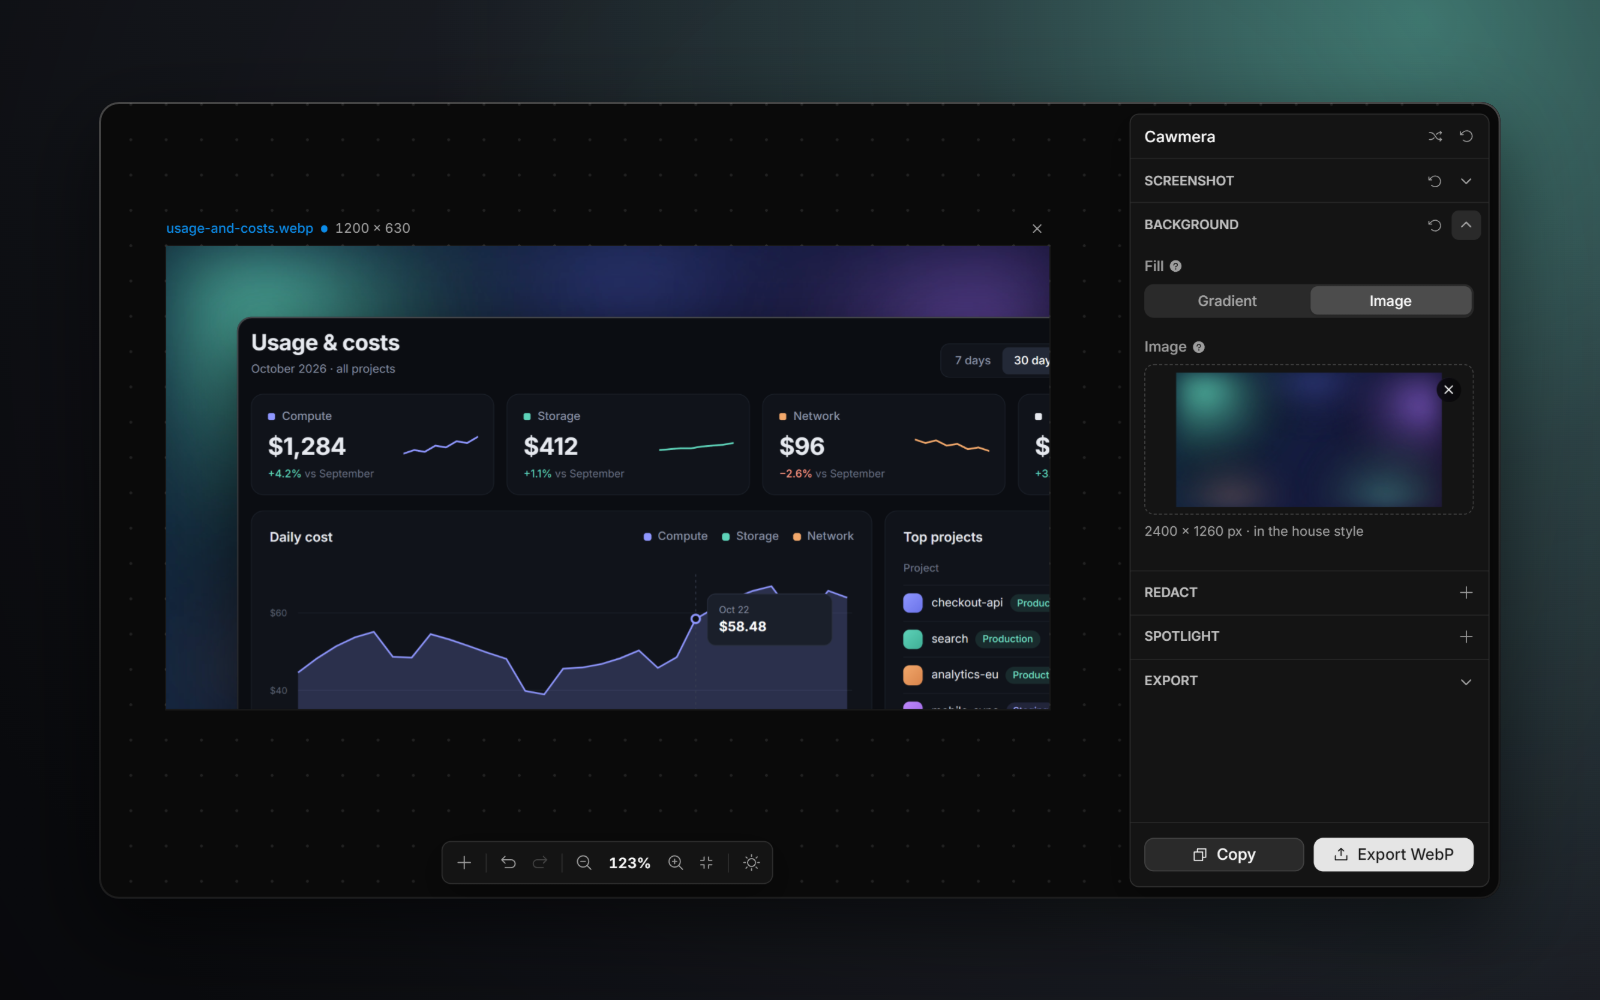 usage-and-costs.webp • 1200 × 630
Usage & costs
October 2026 · all projects
7 days
30 day
Compute
$1,284
+4.2% vs September
Storage
$412
+1.1% vs September
Network
$96
−2.6% vs September
$
+3
Daily cost
Compute
Storage
Network
$60
$40
Oct 22
$58.48
Top projects
Project
checkout-api Produc
search Production
analytics-eu Product
123%
Cawmera
SCREENSHOT
BACKGROUND
Fill
Gradient
Image
Image
2400 × 1260 px · in the house style
REDACT
SPOTLIGHT
EXPORT
Copy
Export WebP